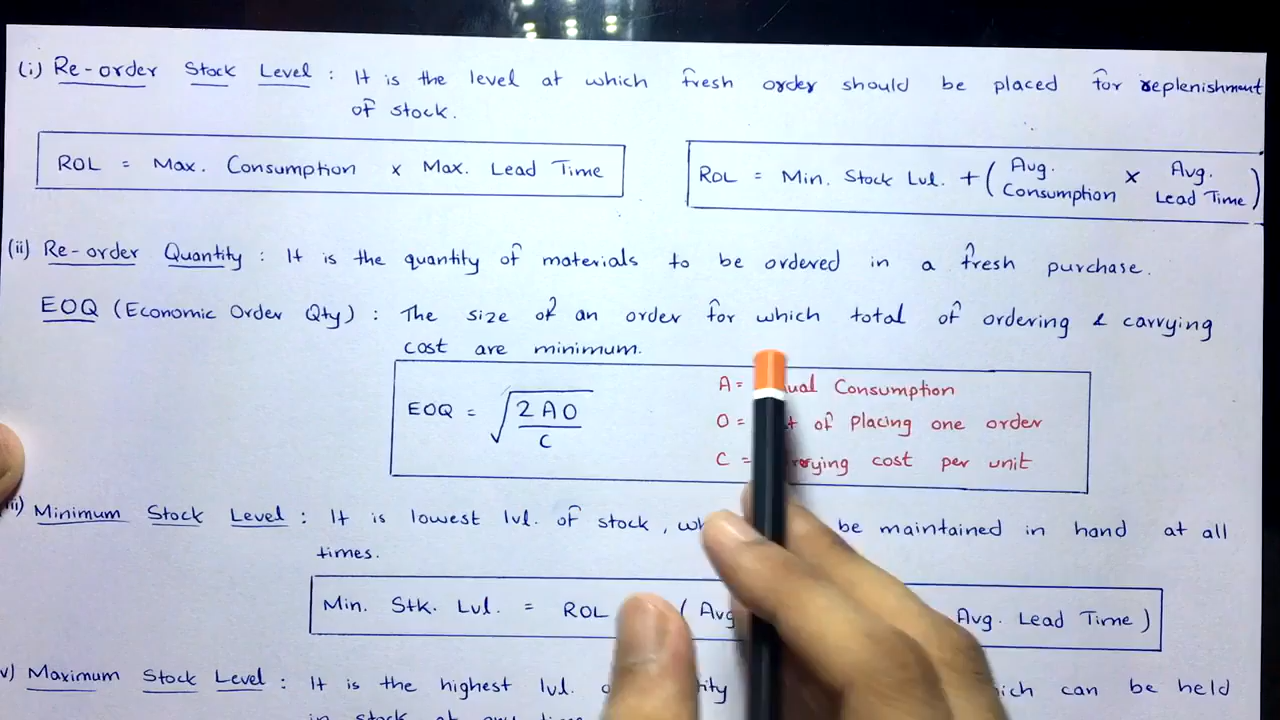 (i) Re-order Stock Level : It is the level at which fresh order should be placed for replenishment
of stock.
ROL = Max. Consumption x Max. Lead Time
ROL = Min. Stock Lvl. + ( Avg. Consumption x Avg. Lead Time )
(ii) Re-order Quantity : It is the quantity of materials to be ordered in a fresh purchase.
EOQ (Economic Order Qty) : The size of an order for which total of ordering & carrying
cost are minimum.
EOQ = √(2AO/C)
A = Consumption
O = of placing one order
C = cost per unit
Minimum Stock Level : It is lowest lvl. of stock, be maintained in hand at all
times.
Min. Stk. Lvl. = ROL (Avg Avg. Lead Time)
Maximum Stock Level : It is the highest lvl. can be held
in stock at any time